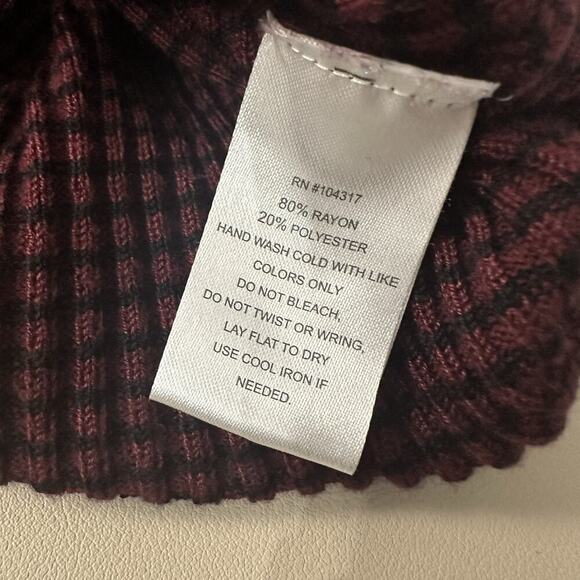 RN #104317
80% RAYON
20% POLYESTER
HAND WASH COLD WITH LIKE
COLORS ONLY
DO NOT BLEACH,
DO NOT TWIST OR WRING,
LAY FLAT TO DRY
USE COOL IRON IF
NEEDED.